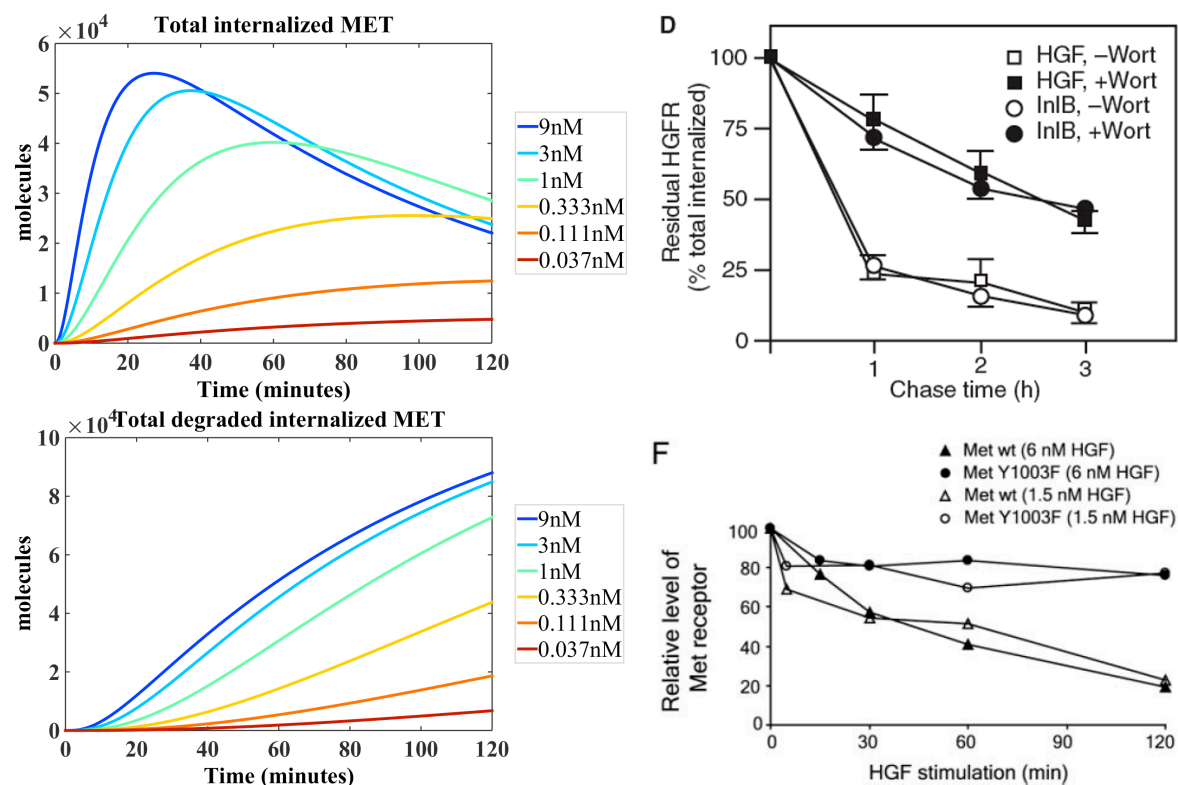 Total internalized MET
×10⁴
6
5
4
3
2
1
0
molecules
0 20 40 60 80 100 120
Time (minutes)
9nM
3nM
1nM
0.333nM
0.111nM
0.037nM
D
HGF, –Wort
HGF, +Wort
InlB, –Wort
InlB, +Wort
100
75
50
25
0
Residual HGFR
(% total internalized)
1 2 3
Chase time (h)
×10⁴
Total degraded internalized MET
10
8
6
4
2
0
molecules
0 20 40 60 80 100 120
Time (minutes)
9nM
3nM
1nM
0.333nM
0.111nM
0.037nM
F
Met wt (6 nM HGF)
Met Y1003F (6 nM HGF)
Met wt (1.5 nM HGF)
Met Y1003F (1.5 nM HGF)
100
80
60
40
20
0
Relative level of
Met receptor
0 30 60 90 120
HGF stimulation (min)